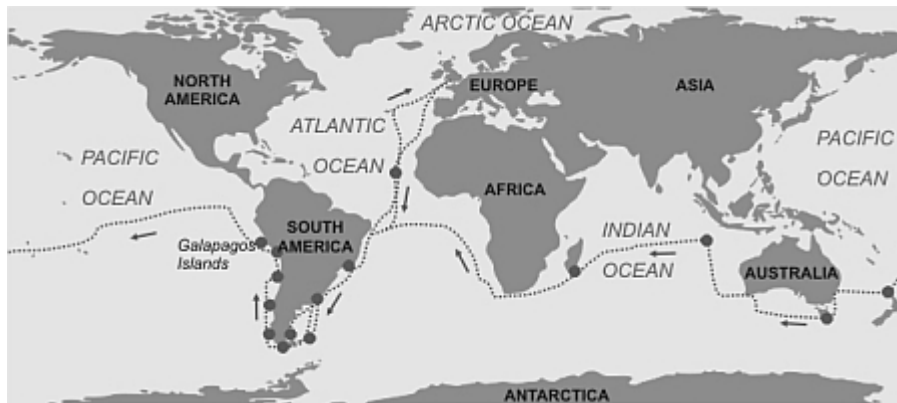 ARCTIC OCEAN
NORTH
AMERICA
EUROPE
ASIA
ATLANTIC
OCEAN
PACIFIC
OCEAN
PACIFIC
OCEAN
AFRICA
SOUTH
AMERICA
Galapagos
Islands
INDIAN
OCEAN
AUSTRALIA
ANTARCTICA